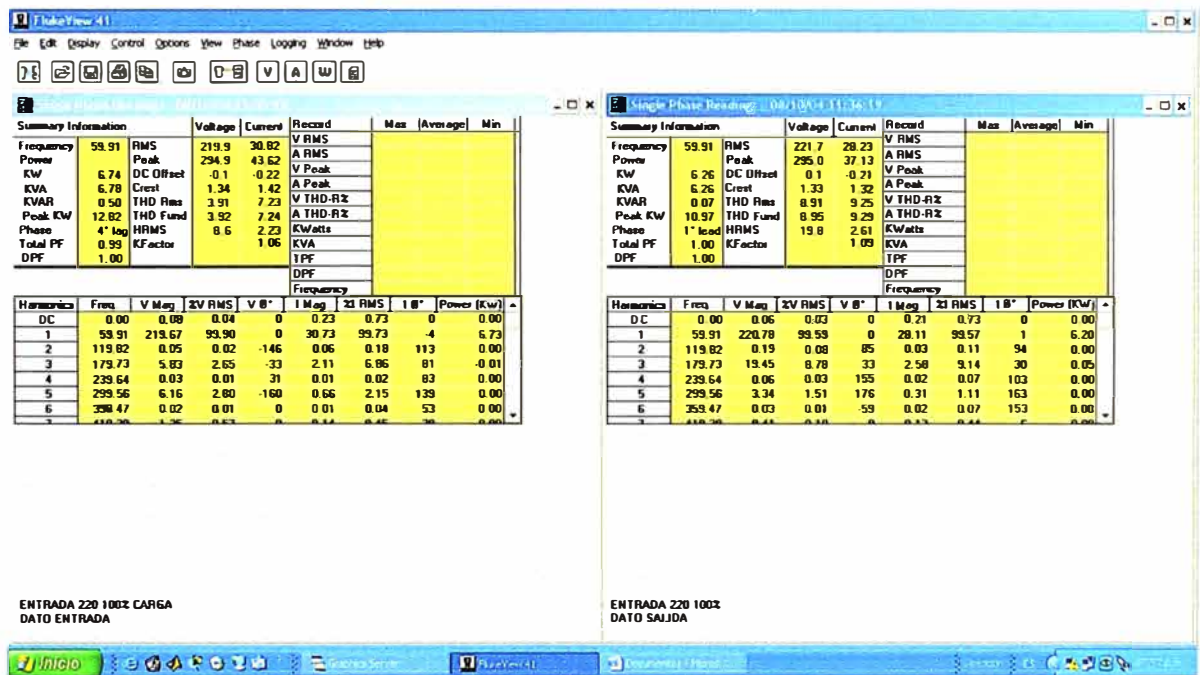 FlukeView 41
File Edit Display Control Options View Phase Logging Window Help
V A W
Summary Information Voltage Current Record Max Average Min
Frequency 59.91 RMS 219.9 30.82 V RMS
Power Peak 294.9 43.62 A RMS
KW 6.74 DC Offset -0.1 -0.22 V Peak
KVA 6.78 Crest 1.34 1.42 A Peak
KVAR 0.50 THD Rms 3.91 7.23 V THD-R%
Peak KW 12.82 THD Fund 3.92 7.24 A THD-R%
Phase 4° lag HRMS 8.6 2.23 KWatts
Total PF 0.99 KFactor 1.06 KVA
DPF 1.00 TPF
DPF
Frequency
Harmonics Freq. V Mag %V RMS V Ø° I Mag %I RMS I Ø° Power (KW)
DC 0.00 0.08 0.04 0 0.23 0.73 0 0.00
1 59.91 219.67 99.90 0 30.73 99.73 -4 6.73
2 119.82 0.05 0.02 -146 0.06 0.18 113 0.00
3 179.73 5.83 2.65 -33 2.11 6.86 81 -0.01
4 239.64 0.03 0.01 31 0.01 0.02 83 0.00
5 299.56 6.16 2.80 -160 0.66 2.15 139 0.00
6 47 0.02 0.01 0 0.01 0.04 53 0.00
ENTRADA 220 100% CARGA
DATO ENTRADA
Single Phase Readings - 08/10/04 11:36:19
Summary Information Voltage Current Record Max Average Min
Frequency 59.91 RMS 221.7 28.23 V RMS
Power Peak 295.0 37.13 A RMS
KW 6.26 DC Offset 0.1 -0.21 V Peak
KVA 6.26 Crest 1.33 1.32 A Peak
KVAR 0.07 THD Rms 8.91 9.25 V THD-R%
Peak KW 10.97 THD Fund 8.95 9.29 A THD-R%
Phase 1° lead HRMS 19.8 2.61 KWatts
Total PF 1.00 KFactor 1.09 KVA
DPF 1.00 TPF
DPF
Frequency
Harmonics Freq. V Mag %V RMS V Ø° I Mag %I RMS I Ø° Power (KW)
DC 0.00 0.06 0.03 0 0.21 0.73 0 0.00
1 59.91 220.78 99.59 0 28.11 99.57 1 6.20
2 119.82 0.19 0.08 85 0.03 0.11 94 0.00
3 179.73 19.45 8.78 33 2.58 9.14 30 0.05
4 239.64 0.06 0.03 155 0.02 0.07 103 0.00
5 299.56 3.34 1.51 176 0.31 1.11 163 0.00
6 359.47 0.03 0.01 -59 0.02 0.07 153 0.00
ENTRADA 220 100%
DATO SALIDA
Inicio Graphics Server FlukeView 41 ES